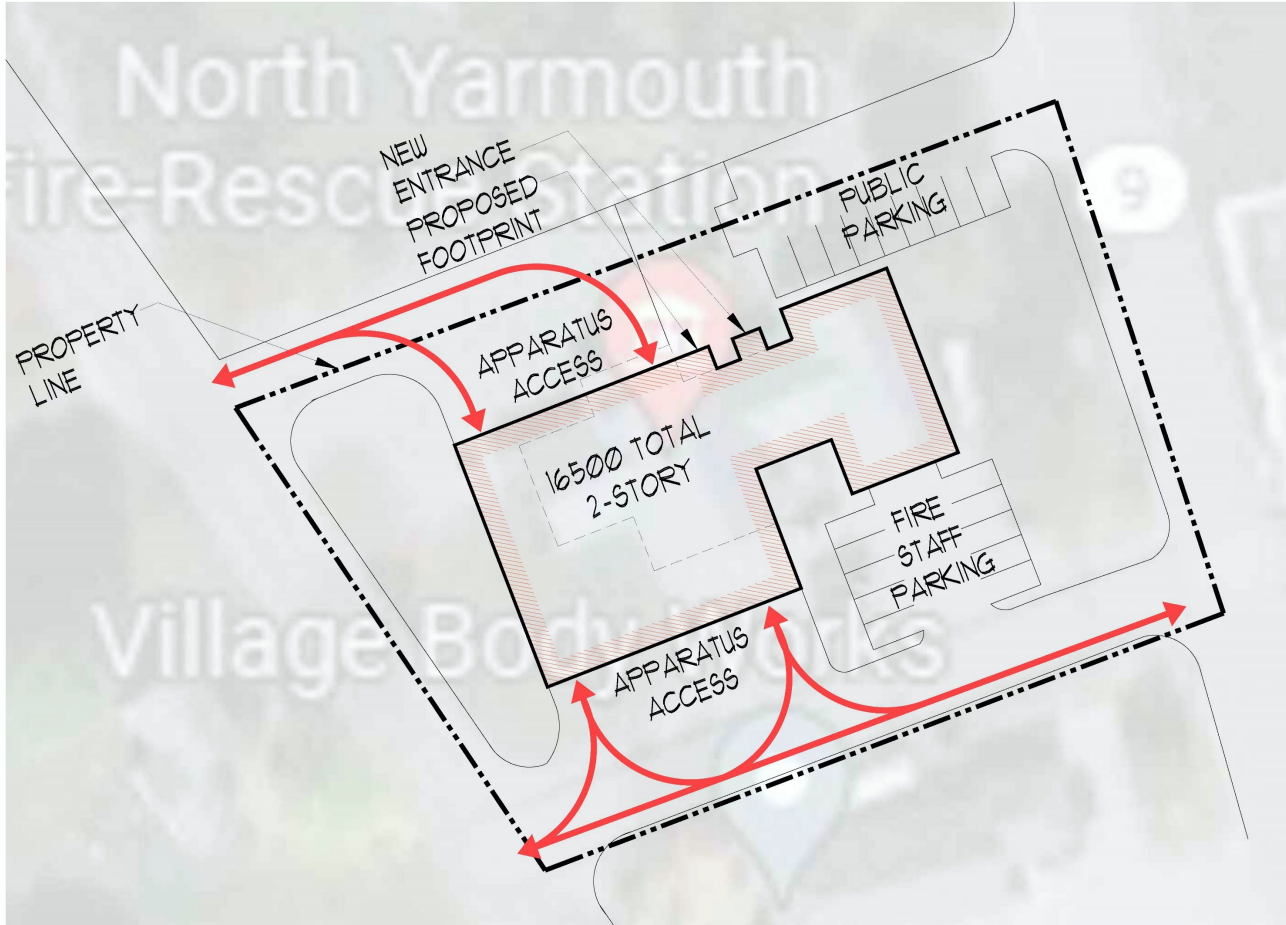 North Yarmouth
Fire-Rescue Station
9
NEW
ENTRANCE
PROPOSED
FOOTPRINT
PUBLIC
PARKING
PROPERTY
LINE
APPARATUS
ACCESS
16500 TOTAL
2-STORY
FIRE
STAFF
PARKING
Village Body Works
APPARATUS
ACCESS